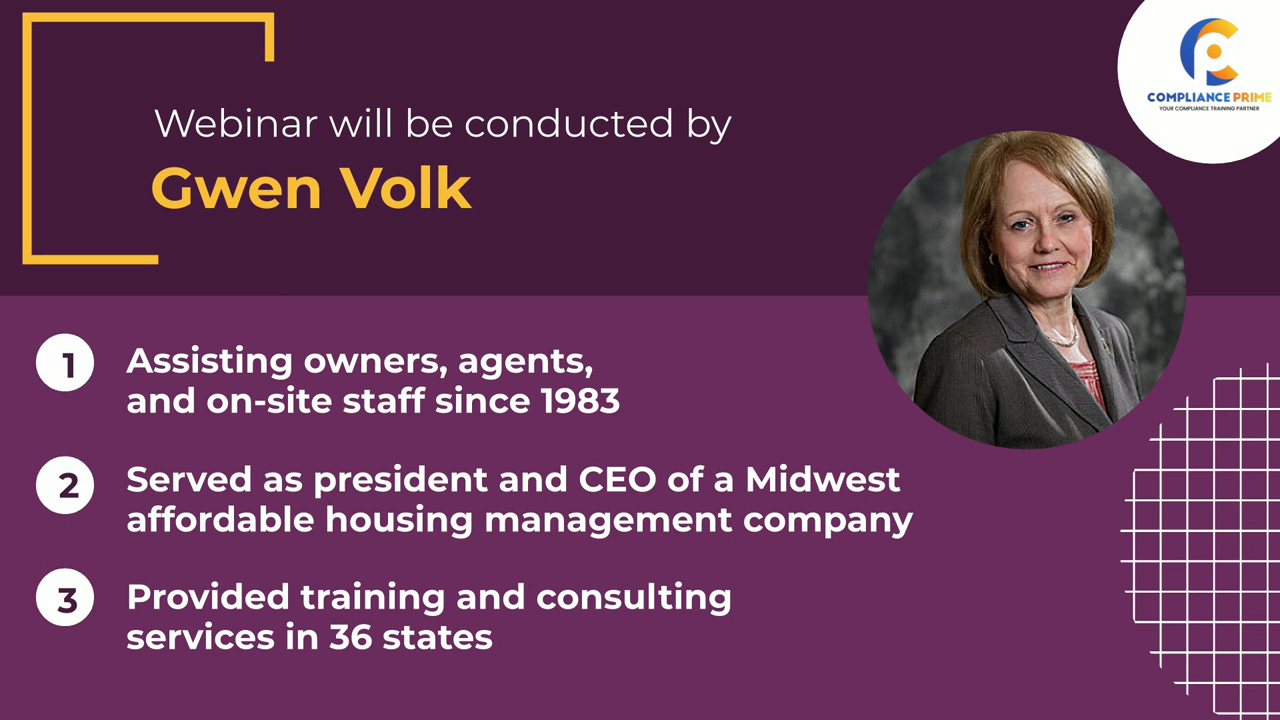 Webinar will be conducted by
Gwen Volk
COMPLIANCE PRIME
YOUR COMPLIANCE TRAINING PARTNER
1
Assisting owners, agents,
and on-site staff since 1983
2
Served as president and CEO of a Midwest
affordable housing management company
3
Provided training and consulting
services in 36 states